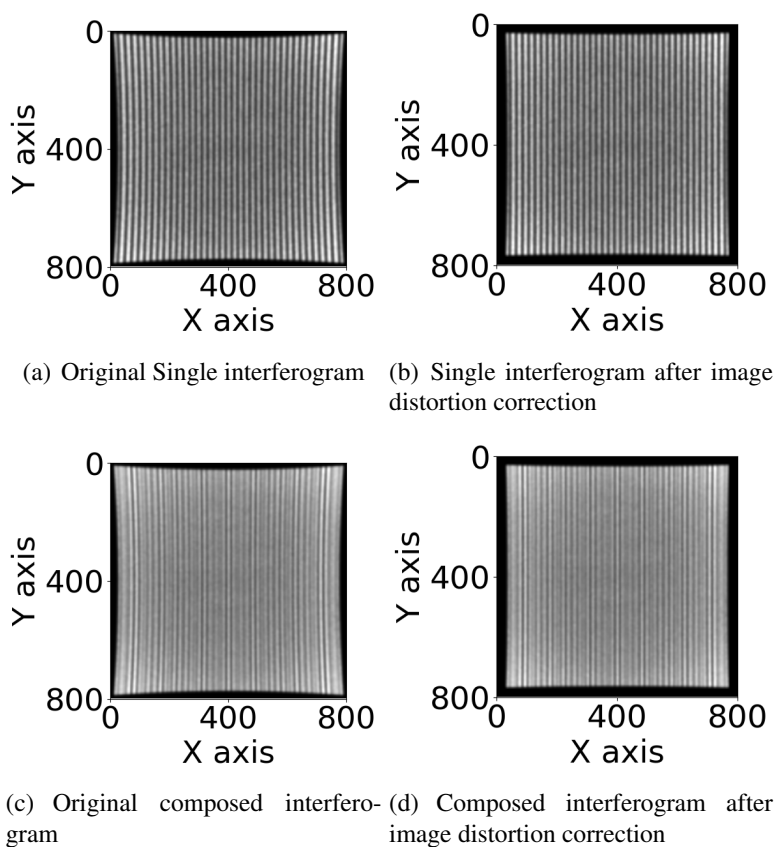 0
400
800
Y axis
0
400
800
X axis
(a) Original Single interferogram
0
400
800
Y axis
0
400
800
X axis
(b) Single interferogram after image
distortion correction
0
400
800
Y axis
0
400
800
X axis
(c) Original composed interfero-
gram
0
400
800
Y axis
0
400
800
X axis
(d) Composed interferogram after
image distortion correction